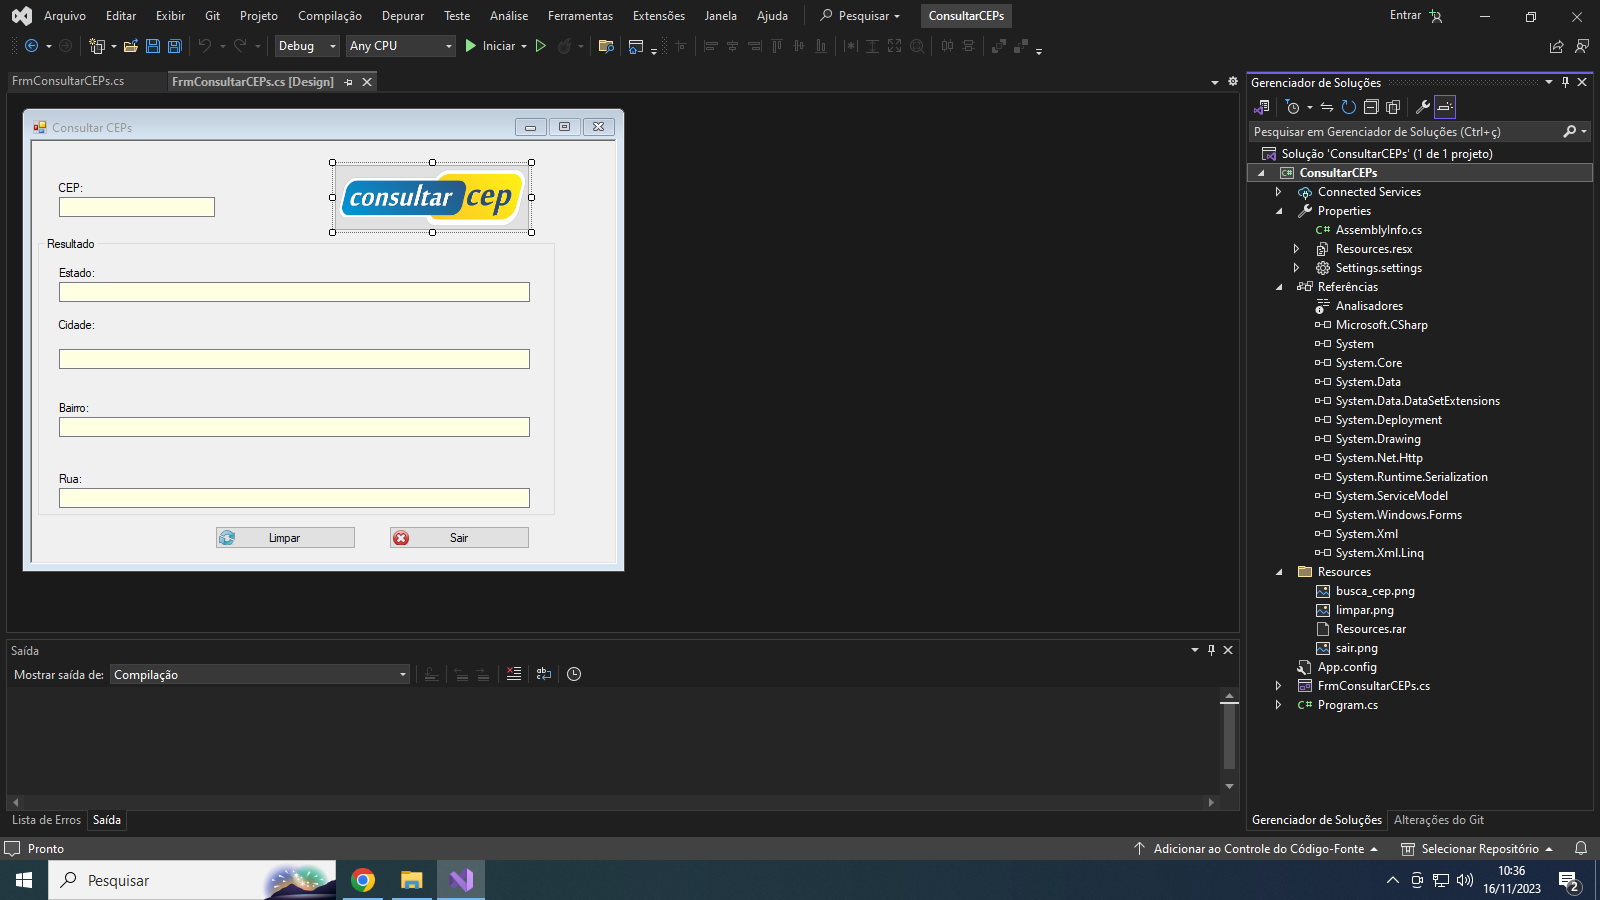 Arquivo Editar Exibir Git Projeto Compilação Depurar Teste Análise Ferramentas Extensões Janela Ajuda Pesquisar ConsultarCEPs Entrar
Debug Any CPU Iniciar
FrmConsultarCEPs.cs FrmConsultarCEPs.cs [Design]
Consultar CEPs
CEP:
consultar cep
Resultado
Estado:
Cidade:
Bairro:
Rua:
Limpar Sair
Saída
Mostrar saída de: Compilação
Lista de Erros Saída
Gerenciador de Soluções
Pesquisar em Gerenciador de Soluções (Ctrl+ç)
Solução 'ConsultarCEPs' (1 de 1 projeto)
C# ConsultarCEPs
Connected Services
Properties
C# AssemblyInfo.cs
Resources.resx
Settings.settings
Referências
Analisadores
Microsoft.CSharp
System
System.Core
System.Data
System.Data.DataSetExtensions
System.Deployment
System.Drawing
System.Net.Http
System.Runtime.Serialization
System.ServiceModel
System.Windows.Forms
System.Xml
System.Xml.Linq
Resources
busca_cep.png
limpar.png
Resources.rar
sair.png
App.config
FrmConsultarCEPs.cs
C# Program.cs
Gerenciador de Soluções Alterações do Git
Pronto Adicionar ao Controle do Código-Fonte Selecionar Repositório
Pesquisar
10:36
16/11/2023
2